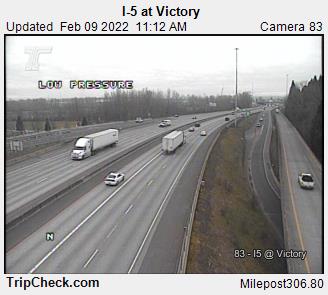 I-5 at Victory
Updated Feb 09 2022 11:12 AM Camera 83
LOW PRESSURE
N
83 - I5 @ Victory
TripCheck.com Milepost306.80